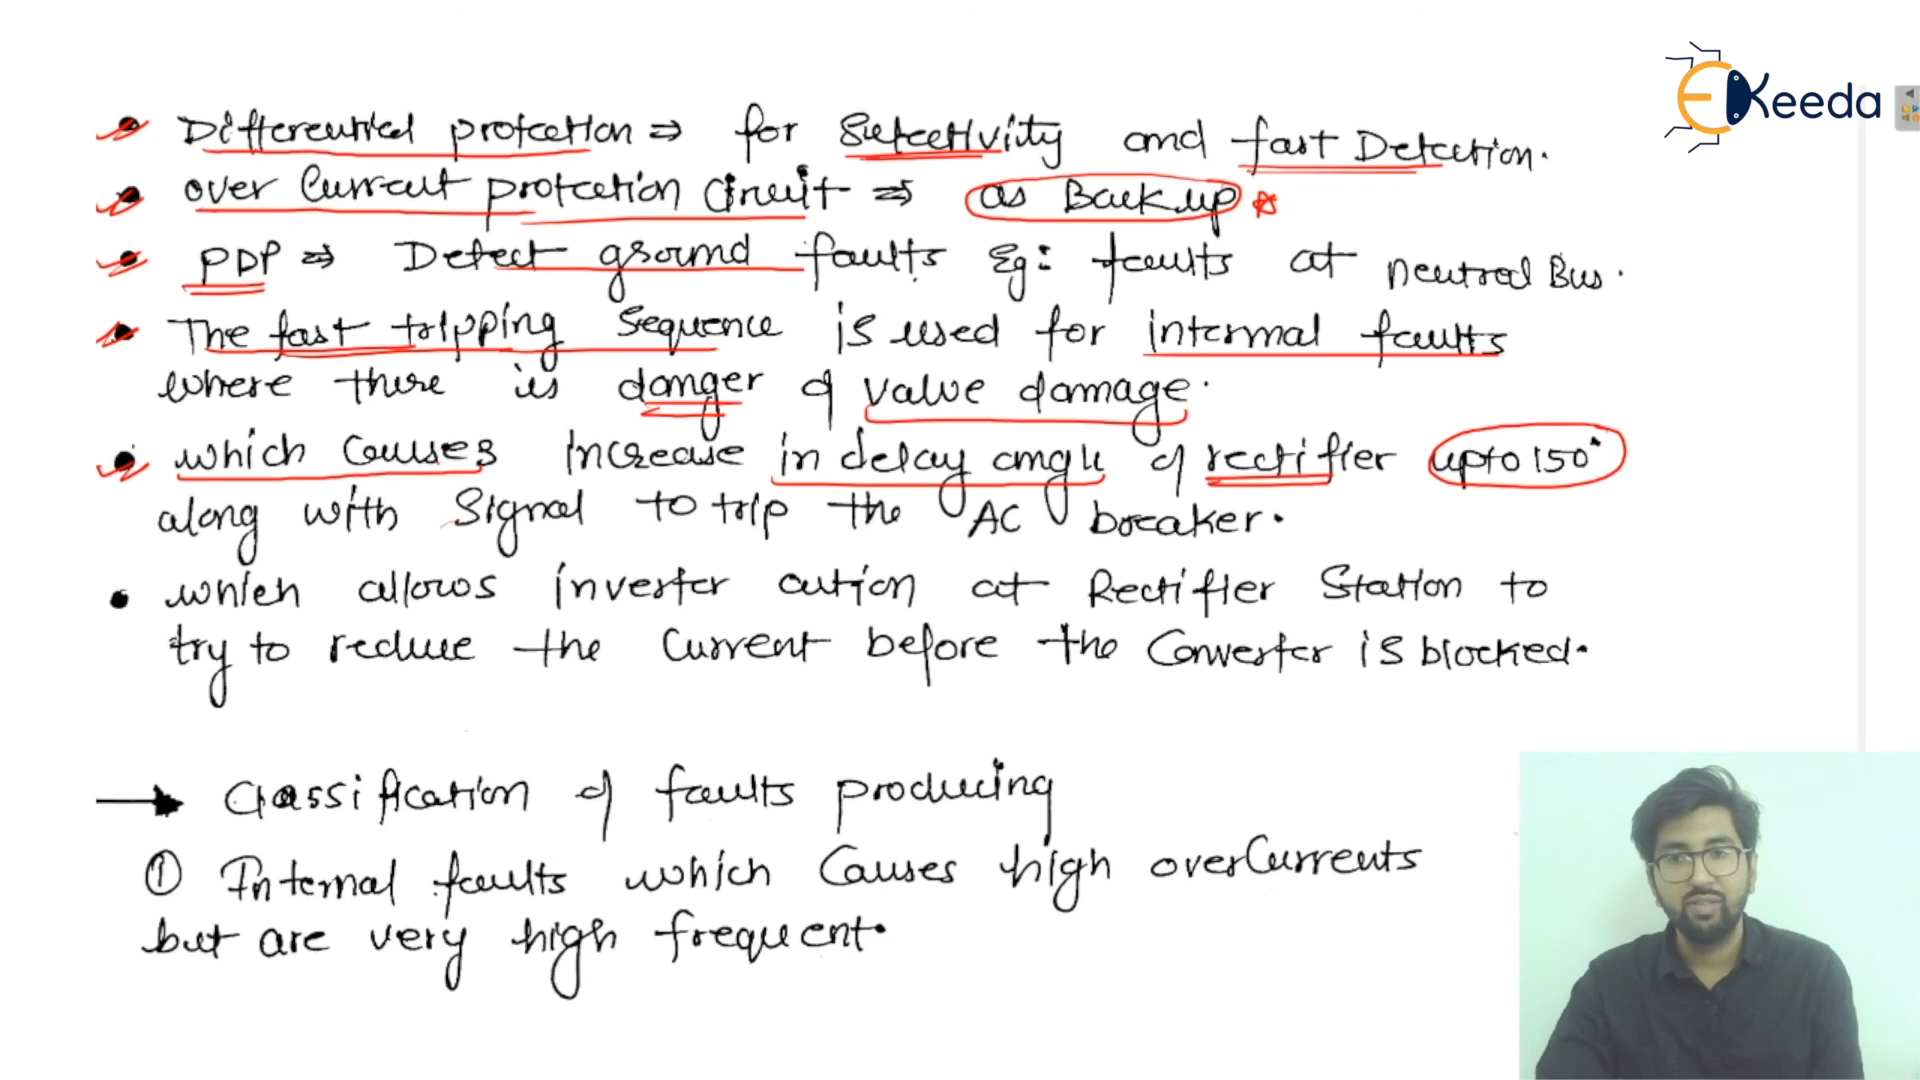 EKeeda
Differential protection ⇒ for Selectivity and fast Detection.
over Current protection Circuit ⇒ as Backup
PDP ⇒ Detect ground faults Eg: faults at neutral Bus.
The fast tripping Sequence is used for internal faults
where there is danger of valve damage.
which Causes increase in delay angle of rectifier upto 150°
along with Signal to trip the AC breaker.
which allows inverter action at Rectifier Station to
try to reduce the Current before the Converter is blocked.
Classification of faults producing
① Internal faults which Causes high overCurrents
but are very high frequent.